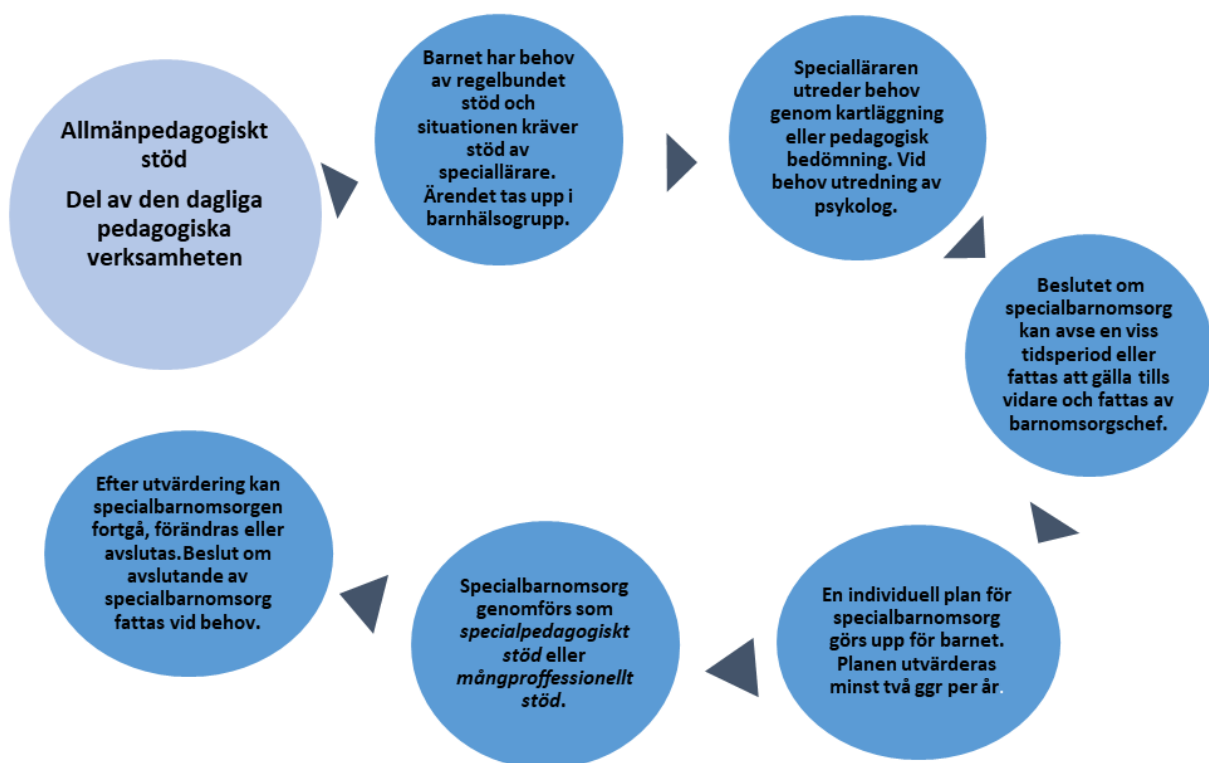 Allmänpedagogiskt
stöd
Del av den dagliga
pedagogiska
verksamheten
Barnet har behov
av regelbundet
stöd och
situationen kräver
stöd av
speciallärare.
Ärendet tas upp i
barnhälsogrupp.
Specialläraren
utreder behov
genom kartläggning
eller pedagogisk
bedömning. Vid
behov utredning av
psykolog.
Beslutet om
specialbarnomsorg
kan avse en viss
tidsperiod eller
fattas att gälla tills
vidare och fattas av
barnomsorgschef.
En individuell plan för
specialbarnomsorg
görs upp för barnet.
Planen utvärderas
minst två ggr per år.
Specialbarnomsorg
genomförs som
specialpedagogiskt
stöd eller
mångproffessionellt
stöd.
Efter utvärdering kan
specialbarnomsorgen
fortgå, förändras eller
avslutas.Beslut om
avslutande av
specialbarnomsorg
fattas vid behov.